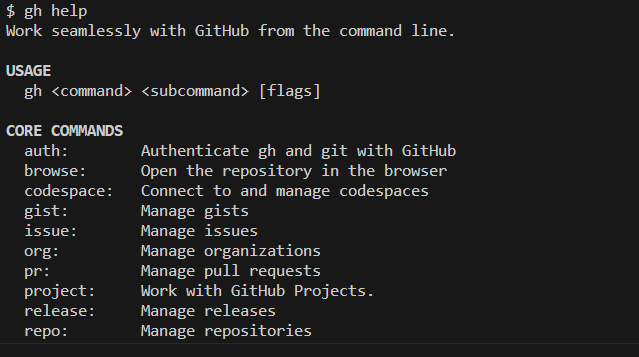 $ gh help
Work seamlessly with GitHub from the command line.
USAGE
gh <command> <subcommand> [flags]
CORE COMMANDS
auth: Authenticate gh and git with GitHub
browse: Open the repository in the browser
codespace: Connect to and manage codespaces
gist: Manage gists
issue: Manage issues
org: Manage organizations
pr: Manage pull requests
project: Work with GitHub Projects.
release: Manage releases
repo: Manage repositories